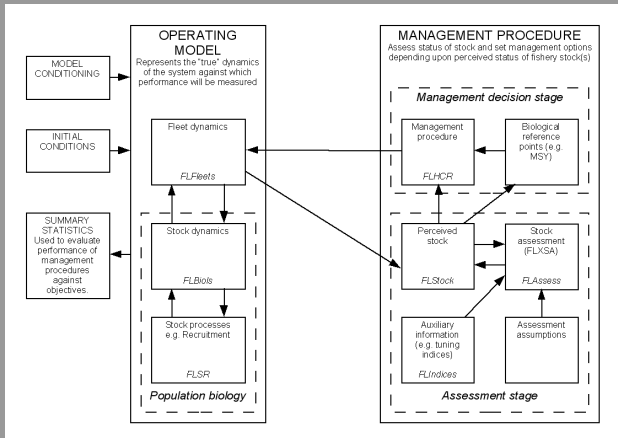 MODEL
CONDITIONING
INITIAL
CONDITIONS
SUMMARY
STATISTICS
Used to evaluate
performance of
management
procedures
against
objectives.
OPERATING
MODEL
Represents the "true" dynamics
of the system against which
performance will be measured
Fleet dynamics
FLFleets
Stock dynamics
FLBiols
Stock processes
e.g. Recruitment
FLSR
Population biology
MANAGEMENT PROCEDURE
Assess status of stock and set management options
depending upon perceived status of fishery stock(s)
Management decision stage
Management
procedure
FLHCR
Biological
reference
points (e.g.
MSY)
Perceived
stock
FLStock
Stock
assessment
(FLXSA)
FLAssess
Auxiliary
information
(e.g. tuning
indices)
FLIndices
Assessment
assumptions
Assessment stage